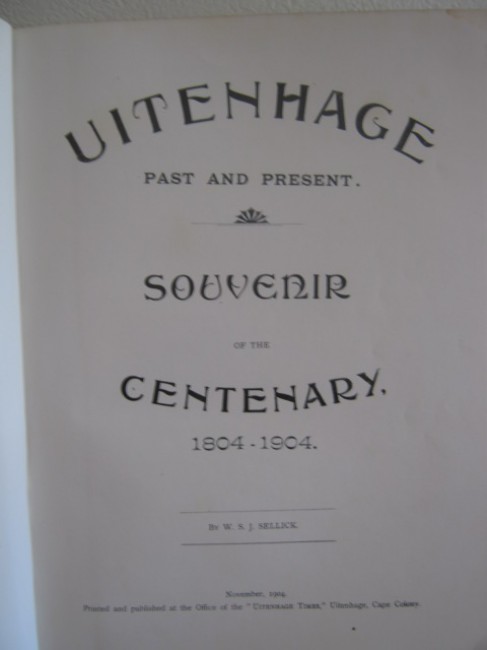 UITENHAGE
PAST AND PRESENT.
SOUVENIR
OF THE
CENTENARY,
1804-1904.
By W. S. J. SELLICK
November, 1904.
Printed and published at the Office of the "UITENHAGE TIMES," Uitenhage, Cape Colony.